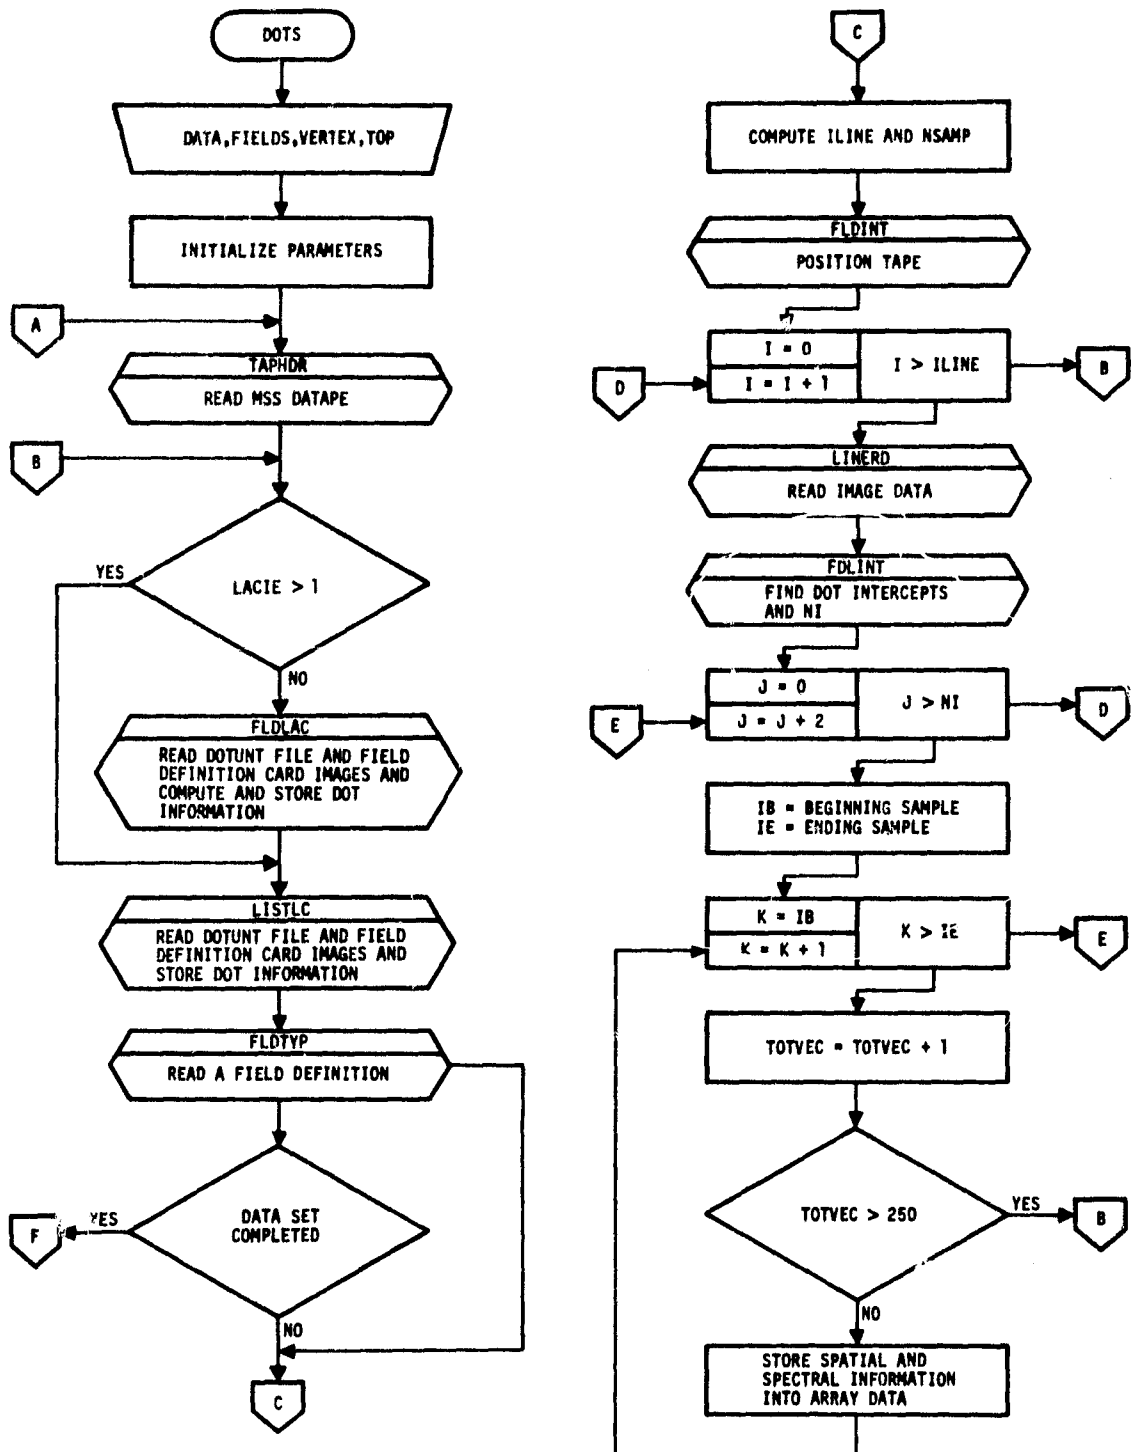 DOTS
DATA,FIELDS,VERTEX,TOP
INITIALIZE PARAMETERS
A
TAPHDR
READ MSS DATAPE
B
LACIE > 1
YES
NO
FLDLAC
READ DOTUNT FILE AND FIELD
DEFINITION CARD IMAGES AND
COMPUTE AND STORE DOT
INFORMATION
LISTLC
READ DOTUNT FILE AND FIELD
DEFINITION CARD IMAGES AND
STORE DOT INFORMATION
FLDTYP
READ A FIELD DEFINITION
DATA SET
COMPLETED
YES
F
NO
C
C
COMPUTE ILINE AND NSAMP
FLDINT
POSITION TAPE
I = 0
I = I + 1
I > ILINE
B
D
LINERD
READ IMAGE DATA
FDLINT
FIND DOT INTERCEPTS
AND NI
J = 0
J = J + 2
J > NI
D
E
IB = BEGINNING SAMPLE
IE = ENDING SAMPLE
K = IB
K = K + 1
K > IE
E
TOTVEC = TOTVEC + 1
TOTVEC > 250
YES
B
NO
STORE SPATIAL AND
SPECTRAL INFORMATION
INTO ARRAY DATA